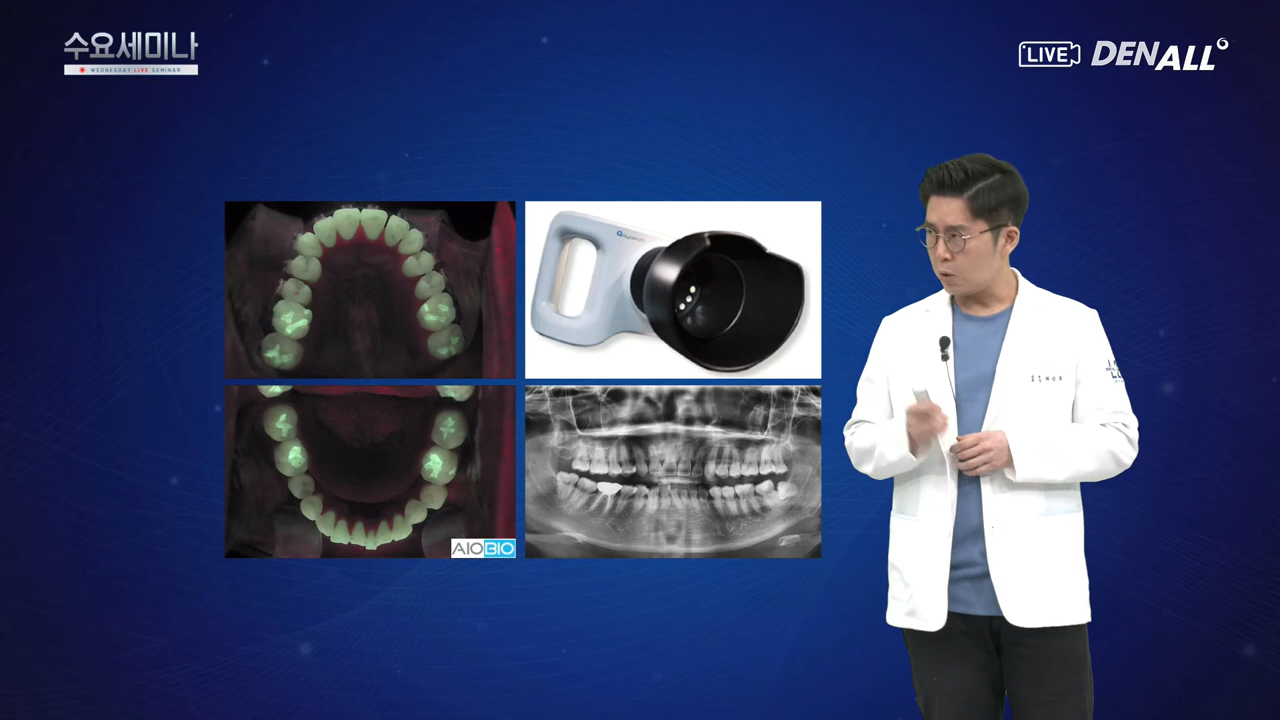 수요세미나
WEDNESDAY LIVE SEMINAR
LIVE
DENALL
AIOBIO